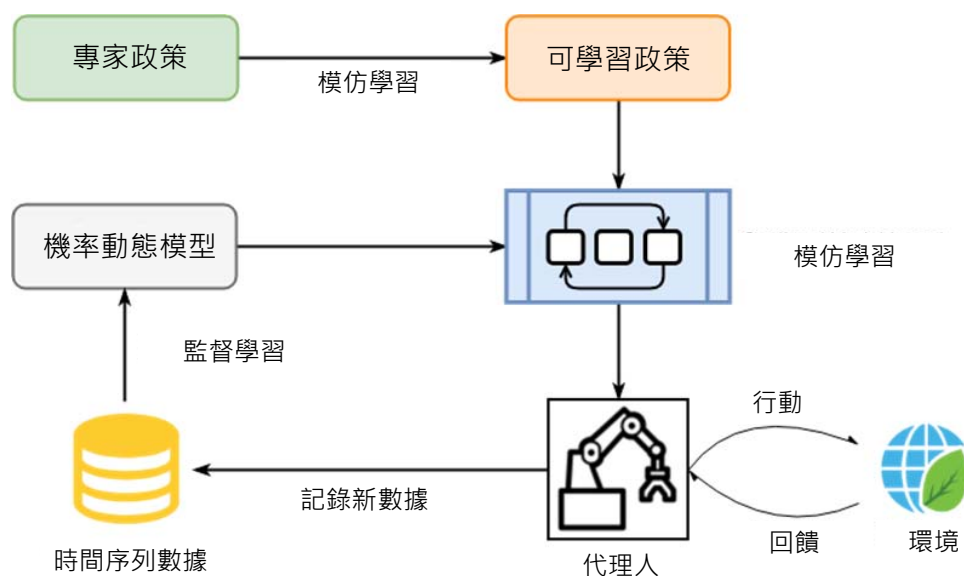 專家政策
模仿學習
可學習政策
機率動態模型
模仿學習
監督學習
行動
記錄新數據
時間序列數據
代理人
回饋
環境